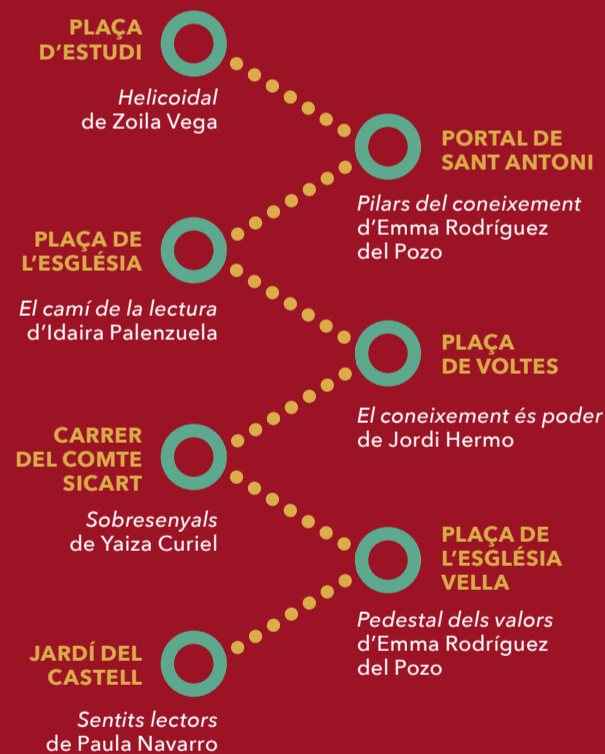 PLAÇA
D'ESTUDI
Helicoidal
de Zoila Vega
PORTAL DE
SANT ANTONI
Pilars del coneixement
d'Emma Rodríguez
del Pozo
PLAÇA DE
L'ESGLÉSIA
El camí de la lectura
d'Idaira Palenzuela
PLAÇA
DE VOLTES
El coneixement és poder
de Jordi Hermo
CARRER
DEL COMTE
SICART
Sobresenyals
de Yaiza Curiel
PLAÇA DE
L'ESGLÉSIA
VELLA
Pedestal dels valors
d'Emma Rodríguez
del Pozo
JARDÍ DEL
CASTELL
Sentits lectors
de Paula Navarro